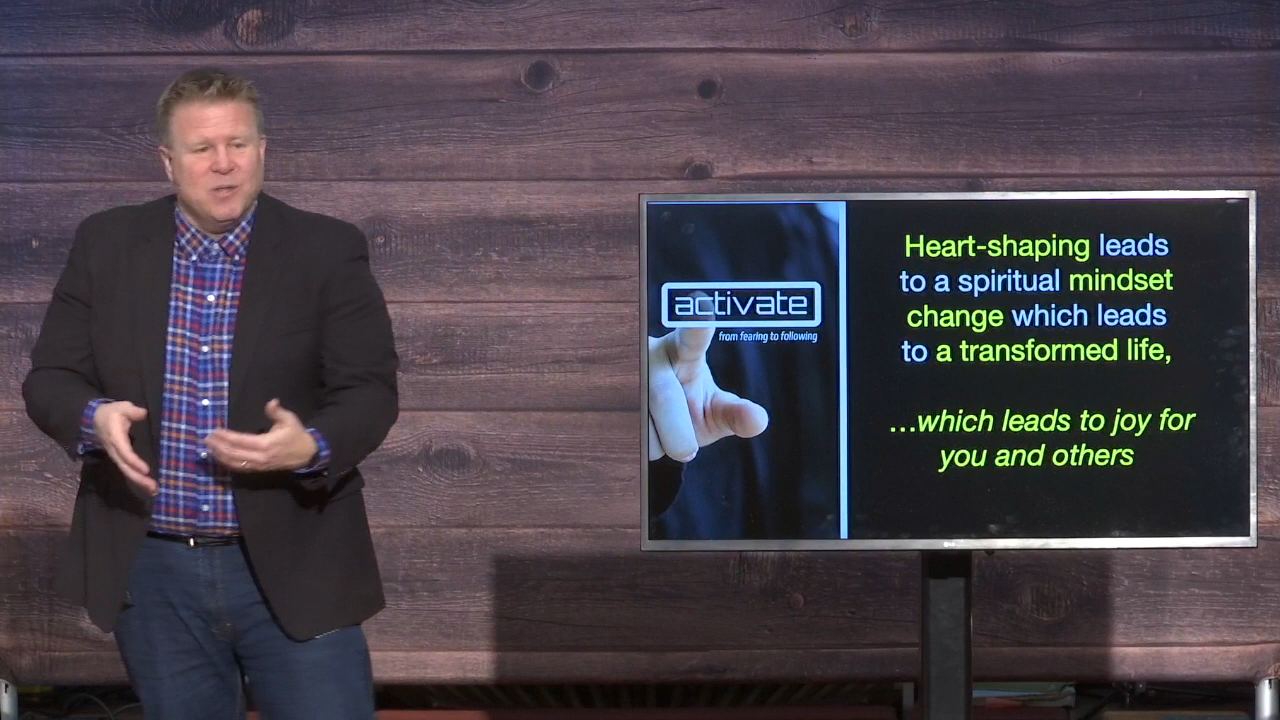 activate
from fearing to following
Heart-shaping leads
to a spiritual mindset
change which leads
to a transformed life,
…which leads to joy for
you and others